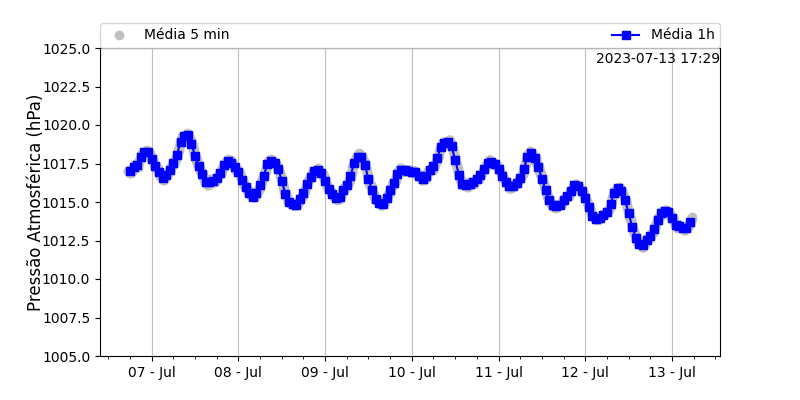 Média 5 min
Média 1h
2023-07-13 17:29
Pressão Atmosférica (hPa)
1025.0
1022.5
1020.0
1017.5
1015.0
1012.5
1010.0
1007.5
1005.0
07 - Jul
08 - Jul
09 - Jul
10 - Jul
11 - Jul
12 - Jul
13 - Jul